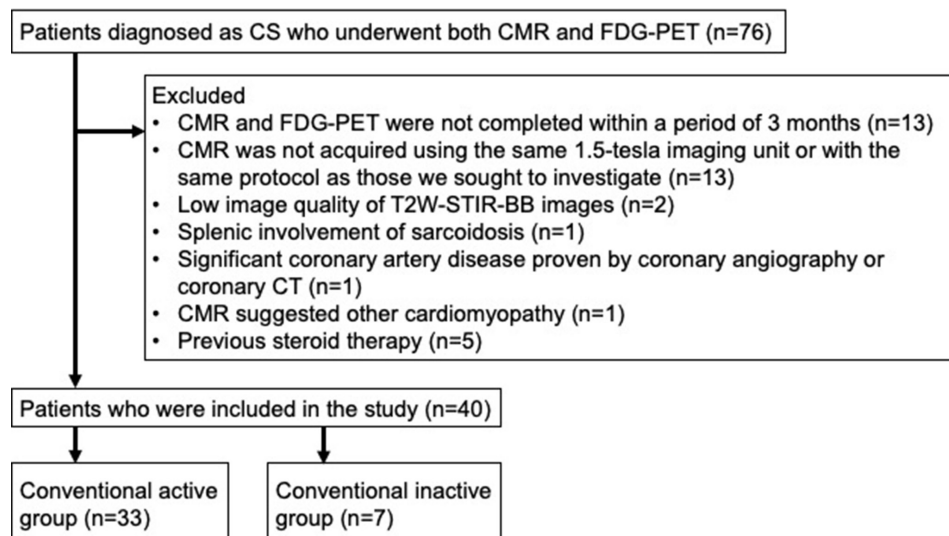 Patients diagnosed as CS who underwent both CMR and FDG-PET (n=76)
Excluded
• CMR and FDG-PET were not completed within a period of 3 months (n=13)
• CMR was not acquired using the same 1.5-tesla imaging unit or with the
same protocol as those we sought to investigate (n=13)
• Low image quality of T2W-STIR-BB images (n=2)
• Splenic involvement of sarcoidosis (n=1)
• Significant coronary artery disease proven by coronary angiography or
coronary CT (n=1)
• CMR suggested other cardiomyopathy (n=1)
• Previous steroid therapy (n=5)
Patients who were included in the study (n=40)
Conventional active
group (n=33)
Conventional inactive
group (n=7)